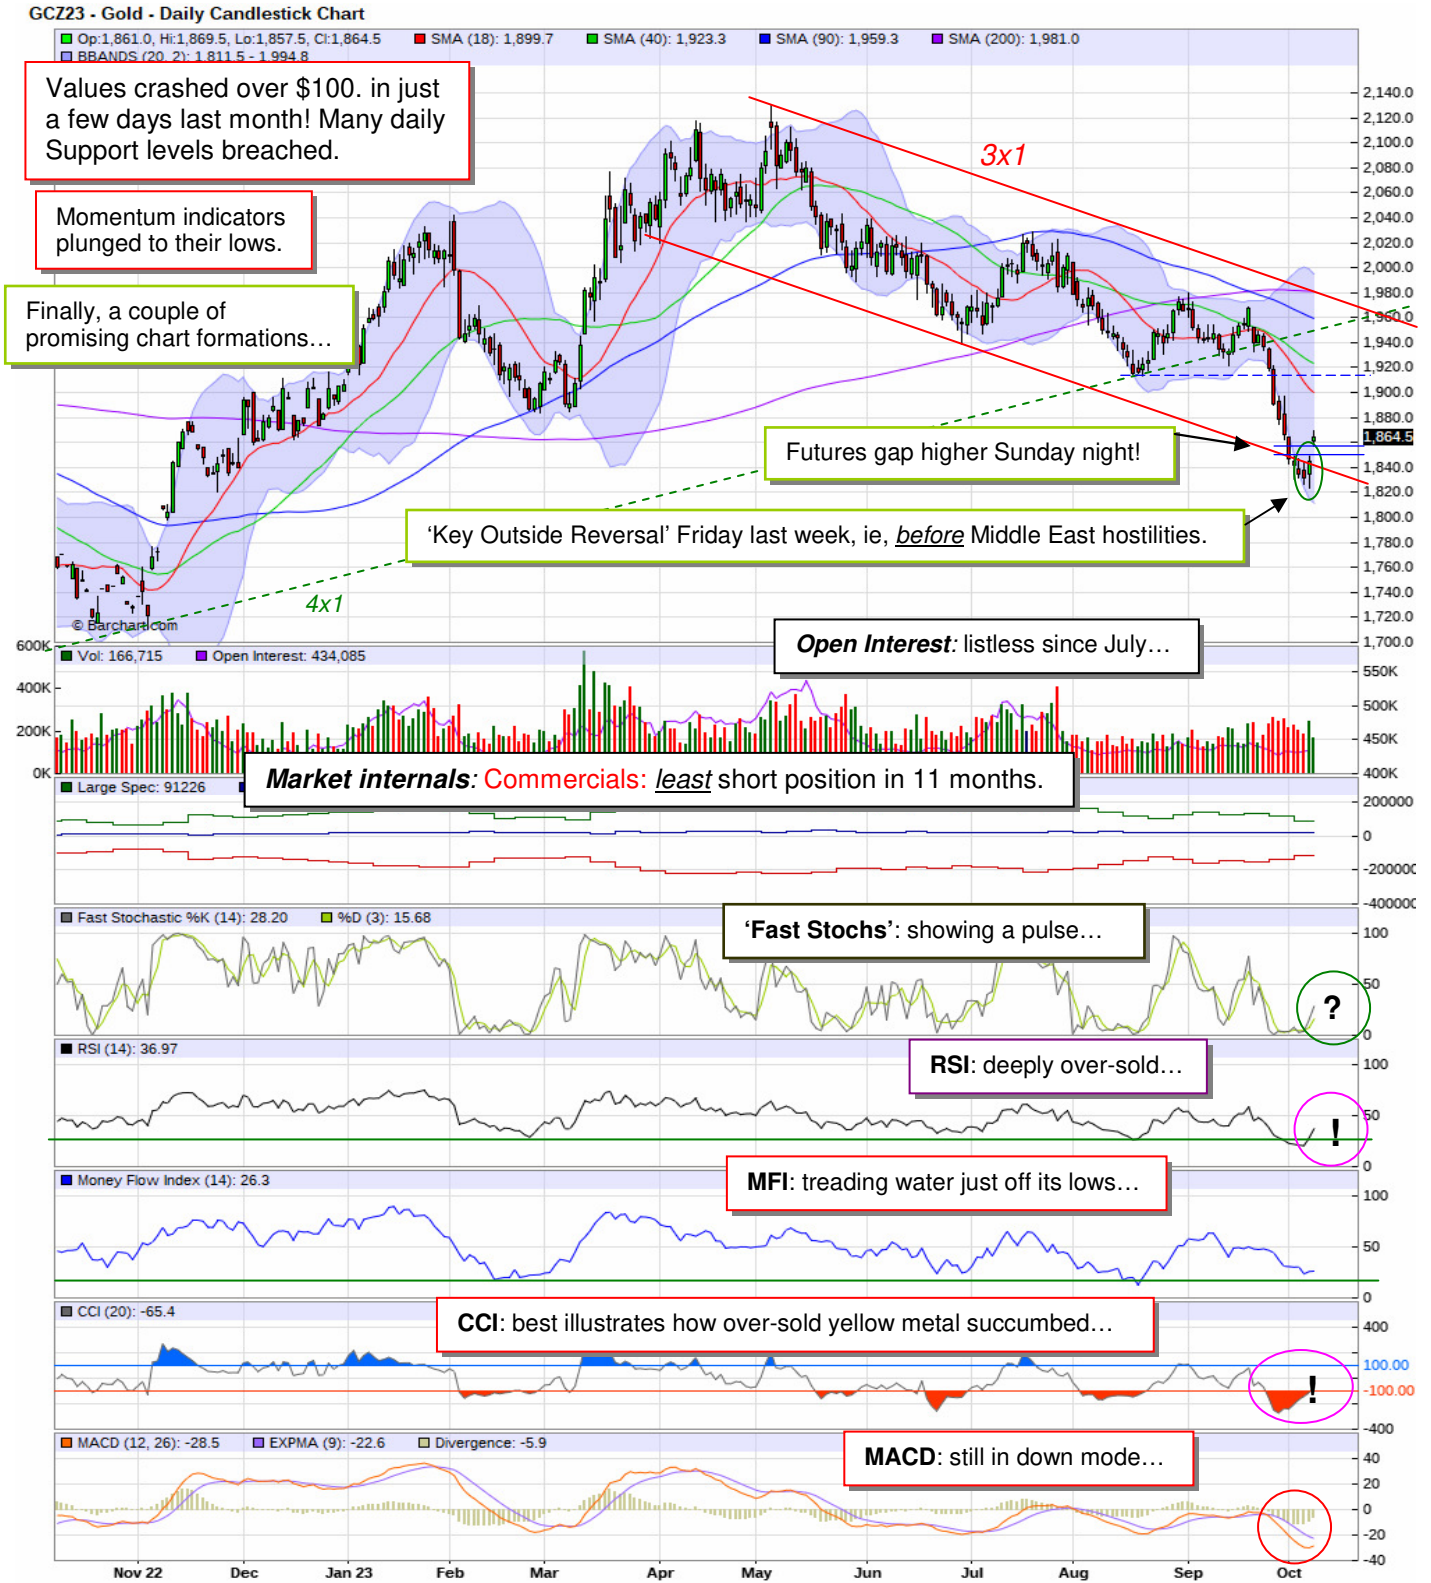 GCZ23 - Gold - Daily Candlestick Chart
Op:1,861.0, Hi:1,869.5, Lo:1,857.5, Cl:1,864.5 SMA (18): 1,899.7 SMA (40): 1,923.3 SMA (90): 1,959.3 SMA (200): 1,981.0
BBANDS (20, 2): 1,811.5 - 1,994.8
Values crashed over $100. in just
a few days last month! Many daily
Support levels breached.
Momentum indicators
plunged to their lows.
Finally, a couple of
promising chart formations…
3x1
2,140.0
2,120.0
2,100.0
2,080.0
2,060.0
2,040.0
2,020.0
2,000.0
1,980.0
1,960.0
1,940.0
1,920.0
1,900.0
1,880.0
1,864.5
1,840.0
1,820.0
1,800.0
1,780.0
1,760.0
1,740.0
1,720.0
1,700.0
Futures gap higher Sunday night!
‘Key Outside Reversal’ Friday last week, ie, before Middle East hostilities.
4x1
© Barchart.com
Open Interest: listless since July…
Vol: 166,715 Open Interest: 434,085
600K
400K
200K
0K
550K
500K
450K
400K
Market internals: Commercials: least short position in 11 months.
Large Spec: 91226
200000
0
-200000
-400000
Fast Stochastic %K (14): 28.20 %D (3): 15.68
‘Fast Stochs’: showing a pulse…
100
50
0
?
RSI (14): 36.97
RSI: deeply over-sold…
100
50
0
!
Money Flow Index (14): 26.3
MFI: treading water just off its lows…
100
50
0
CCI (20): -65.4
CCI: best illustrates how over-sold yellow metal succumbed…
400
100.00
-100.00
-400
!
MACD (12, 26): -28.5 EXPMA (9): -22.6 Divergence: -5.9
MACD: still in down mode…
40
20
0
-20
-40
Nov 22 Dec Jan 23 Feb Mar Apr May Jun Jul Aug Sep Oct